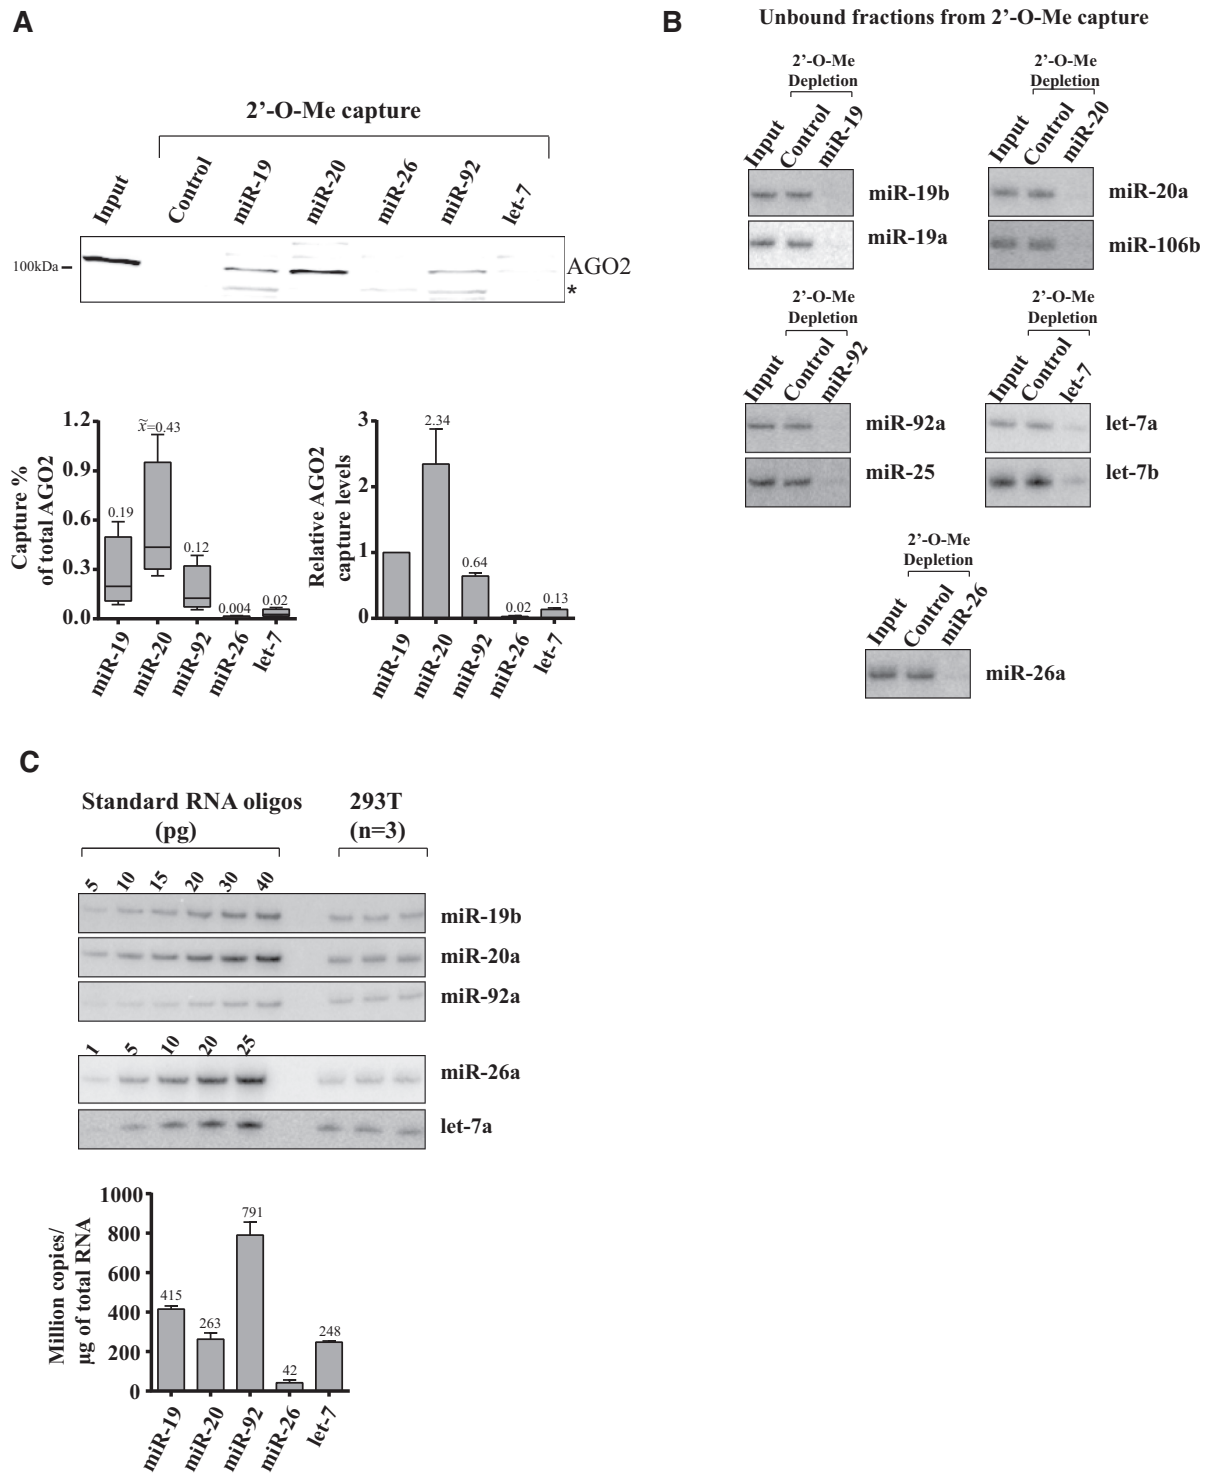 A
2’-O-Me capture
Input
Control
miR-19
miR-20
miR-26
miR-92
let-7
100kDa
AGO2
*
Capture %
of total AGO2
1.2
0.9
0.6
0.3
0.0
0.19
x̃=0.43
0.12
0.004
0.02
miR-19
miR-20
miR-92
miR-26
let-7
Relative AGO2
capture levels
3
2
1
0
2.34
0.64
0.02
0.13
miR-19
miR-20
miR-92
miR-26
let-7
B
Unbound fractions from 2’-O-Me capture
2’-O-Me
Depletion
Input
Control
miR-19
miR-19b
miR-19a
2’-O-Me
Depletion
Input
Control
miR-20
miR-20a
miR-106b
2’-O-Me
Depletion
Input
Control
miR-92
miR-92a
miR-25
2’-O-Me
Depletion
Input
Control
let-7
let-7a
let-7b
2’-O-Me
Depletion
Input
Control
miR-26
miR-26a
C
Standard RNA oligos
(pg)
293T
(n=3)
5
10
15
20
30
40
miR-19b
miR-20a
miR-92a
1
5
10
20
25
miR-26a
let-7a
Million copies/
µg of total RNA
1000
800
600
400
200
0
415
263
791
42
248
miR-19
miR-20
miR-92
miR-26
let-7